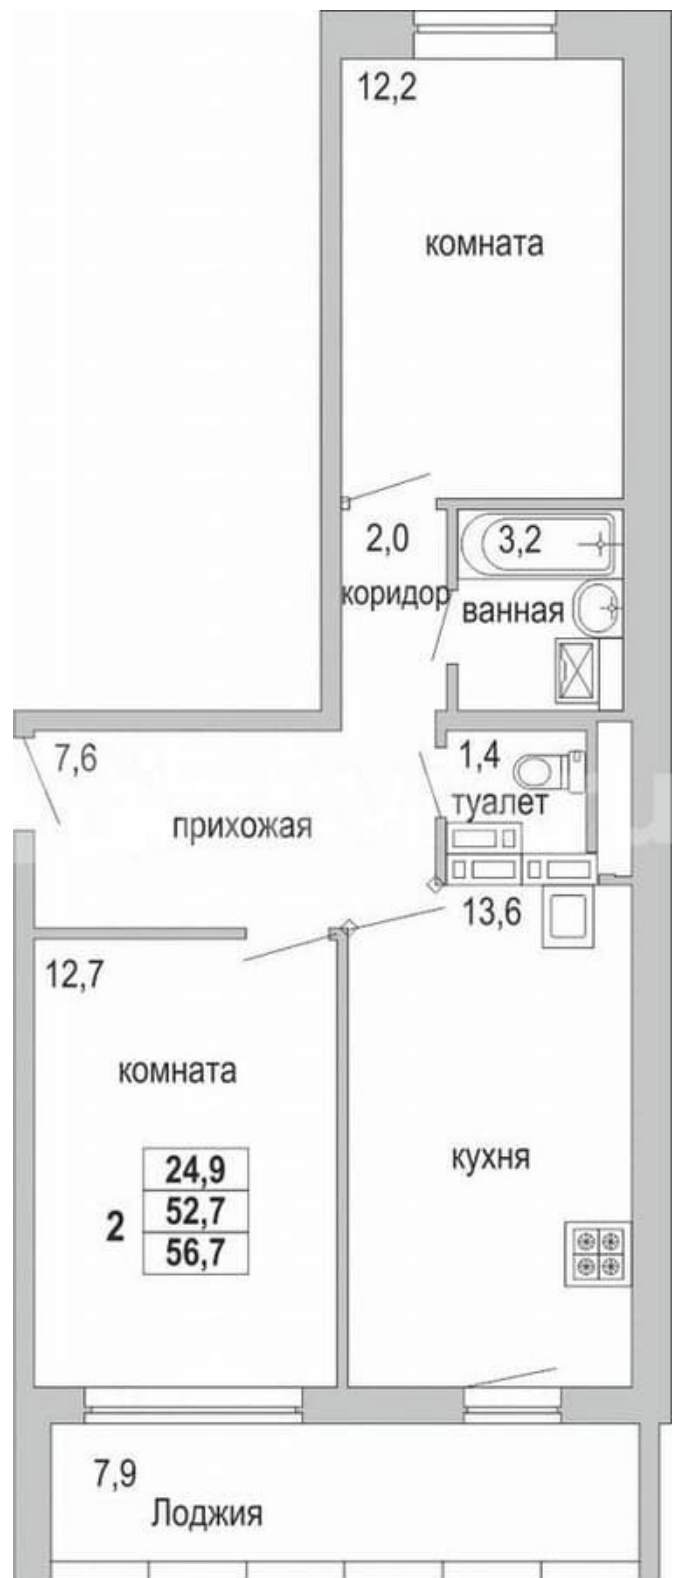 12,2
комната
2,0
коридор
3,2
ванная
7,6
прихожая
1,4
туалет
13,6
12,7
комната
кухня
2
24,9
52,7
56,7
7,9
Лоджия